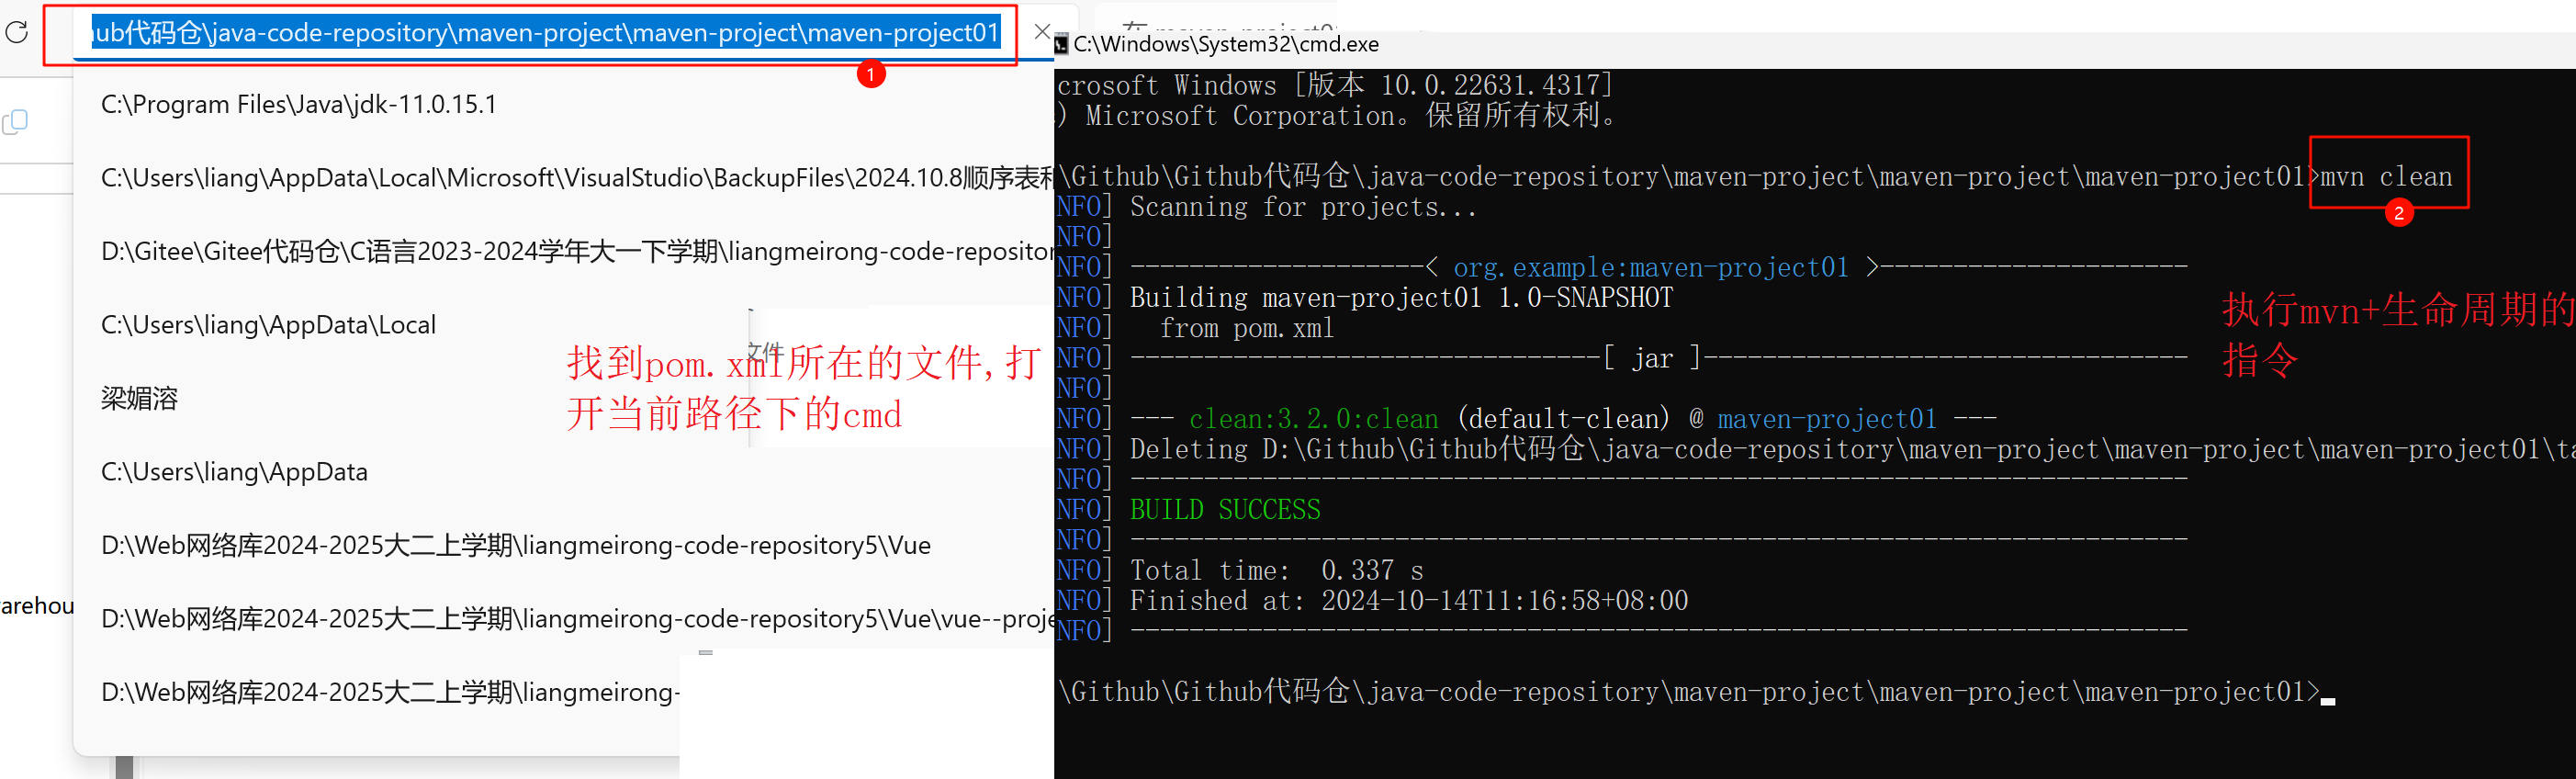 ub代码仓\java-code-repository\maven-project\maven-project\maven-project01
1
C:\Program Files\Java\jdk-11.0.15.1
C:\Users\liang\AppData\Local\Microsoft\VisualStudio\BackupFiles\2024.10.8顺序表和
D:\Gitee\Gitee代码仓\C语言2023-2024学年大一下学期\liangmeirong-code-repositor
C:\Users\liang\AppData\Local
文件
找到pom.xml所在的文件,打
开当前路径下的cmd
梁媚溶
C:\Users\liang\AppData
D:\Web网络库2024-2025大二上学期\liangmeirong-code-repository5\Vue
arehou
D:\Web网络库2024-2025大二上学期\liangmeirong-code-repository5\Vue\vue--proje
D:\Web网络库2024-2025大二上学期\liangmeirong-
C:\Windows\System32\cmd.exe
crosoft Windows [版本 10.0.22631.4317]
) Microsoft Corporation。保留所有权利。
\Github\Github代码仓\java-code-repository\maven-project\maven-project\maven-project01>mvn clean
2
NFO] Scanning for projects...
NFO]
NFO] --------------------< org.example:maven-project01 >---------------------
NFO] Building maven-project01 1.0-SNAPSHOT
NFO]   from pom.xml
NFO] --------------------------------[ jar ]---------------------------------
NFO]
NFO] --- clean:3.2.0:clean (default-clean) @ maven-project01 ---
NFO] Deleting D:\Github\Github代码仓\java-code-repository\maven-project\maven-project\maven-project01\ta
NFO] ------------------------------------------------------------------------
NFO] BUILD SUCCESS
NFO] ------------------------------------------------------------------------
NFO] Total time:  0.337 s
NFO] Finished at: 2024-10-14T11:16:58+08:00
NFO] ------------------------------------------------------------------------
执行mvn+生命周期的
指令
\Github\Github代码仓\java-code-repository\maven-project\maven-project\maven-project01>